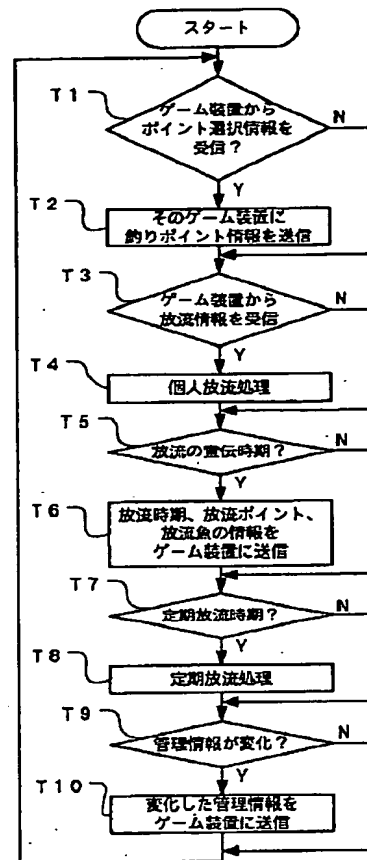 スタート
T1
ゲーム装置から
ポイント選択情報を
受信？
N
Y
T2
そのゲーム装置に
釣りポイント情報を送信
T3
ゲーム装置から
放流情報を受信
N
Y
T4
個人放流処理
T5
放流の宣伝時期？
N
Y
T6
放流時期、放流ポイント、
放流魚の情報を
ゲーム装置に送信
T7
定期放流時期？
N
Y
T8
定期放流処理
T9
管理情報が変化？
N
Y
T10
変化した管理情報を
ゲーム装置に送信